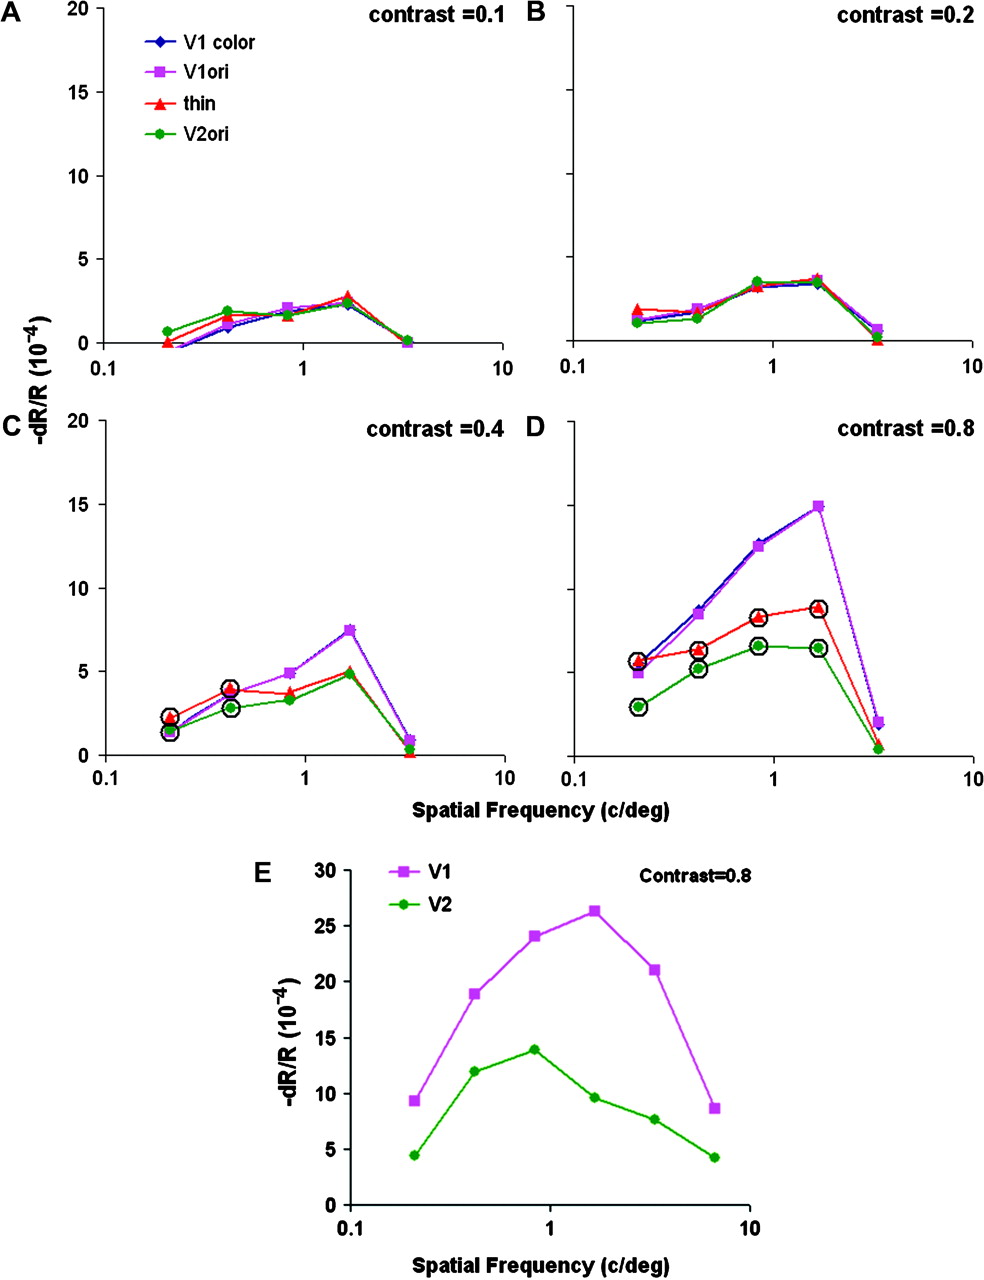 A
contrast =0.1
B
contrast =0.2
20
15
10
5
0
V1 color
V1ori
thin
V2ori
0.1
1
10
0.1
1
10
-dR/R (10⁻⁴)
C
contrast =0.4
D
contrast =0.8
20
15
10
5
0
0.1
1
10
0.1
1
10
Spatial Frequency (c/deg)
E
Contrast=0.8
V1
V2
30
25
20
15
10
5
0
-dR/R (10⁻⁴)
0.1
1
10
Spatial Frequency (c/deg)